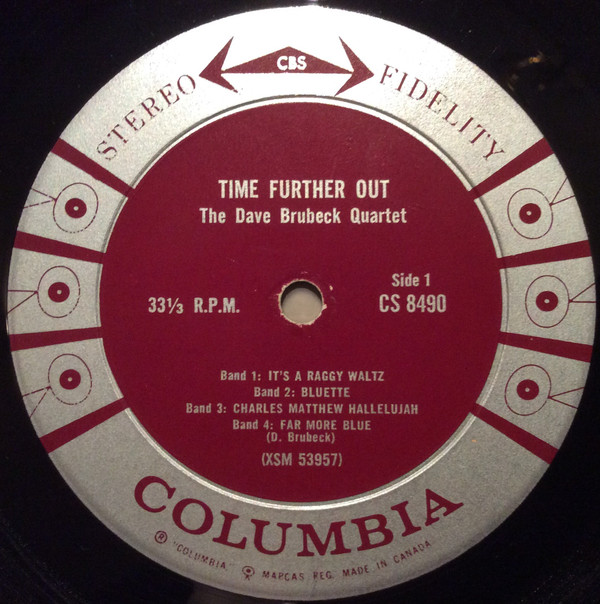 CBS
STEREO FIDELITY
TIME FURTHER OUT
The Dave Brubeck Quartet
Side 1
33⅓ R.P.M.
CS 8490
Band 1: IT'S A RAGGY WALTZ
Band 2: BLUETTE
Band 3: CHARLES MATTHEW HALLELUJAH
Band 4: FAR MORE BLUE
(D. Brubeck)
(XSM 53957)
COLUMBIA
® "COLUMBIA" MARCAS REG. MADE IN CANADA